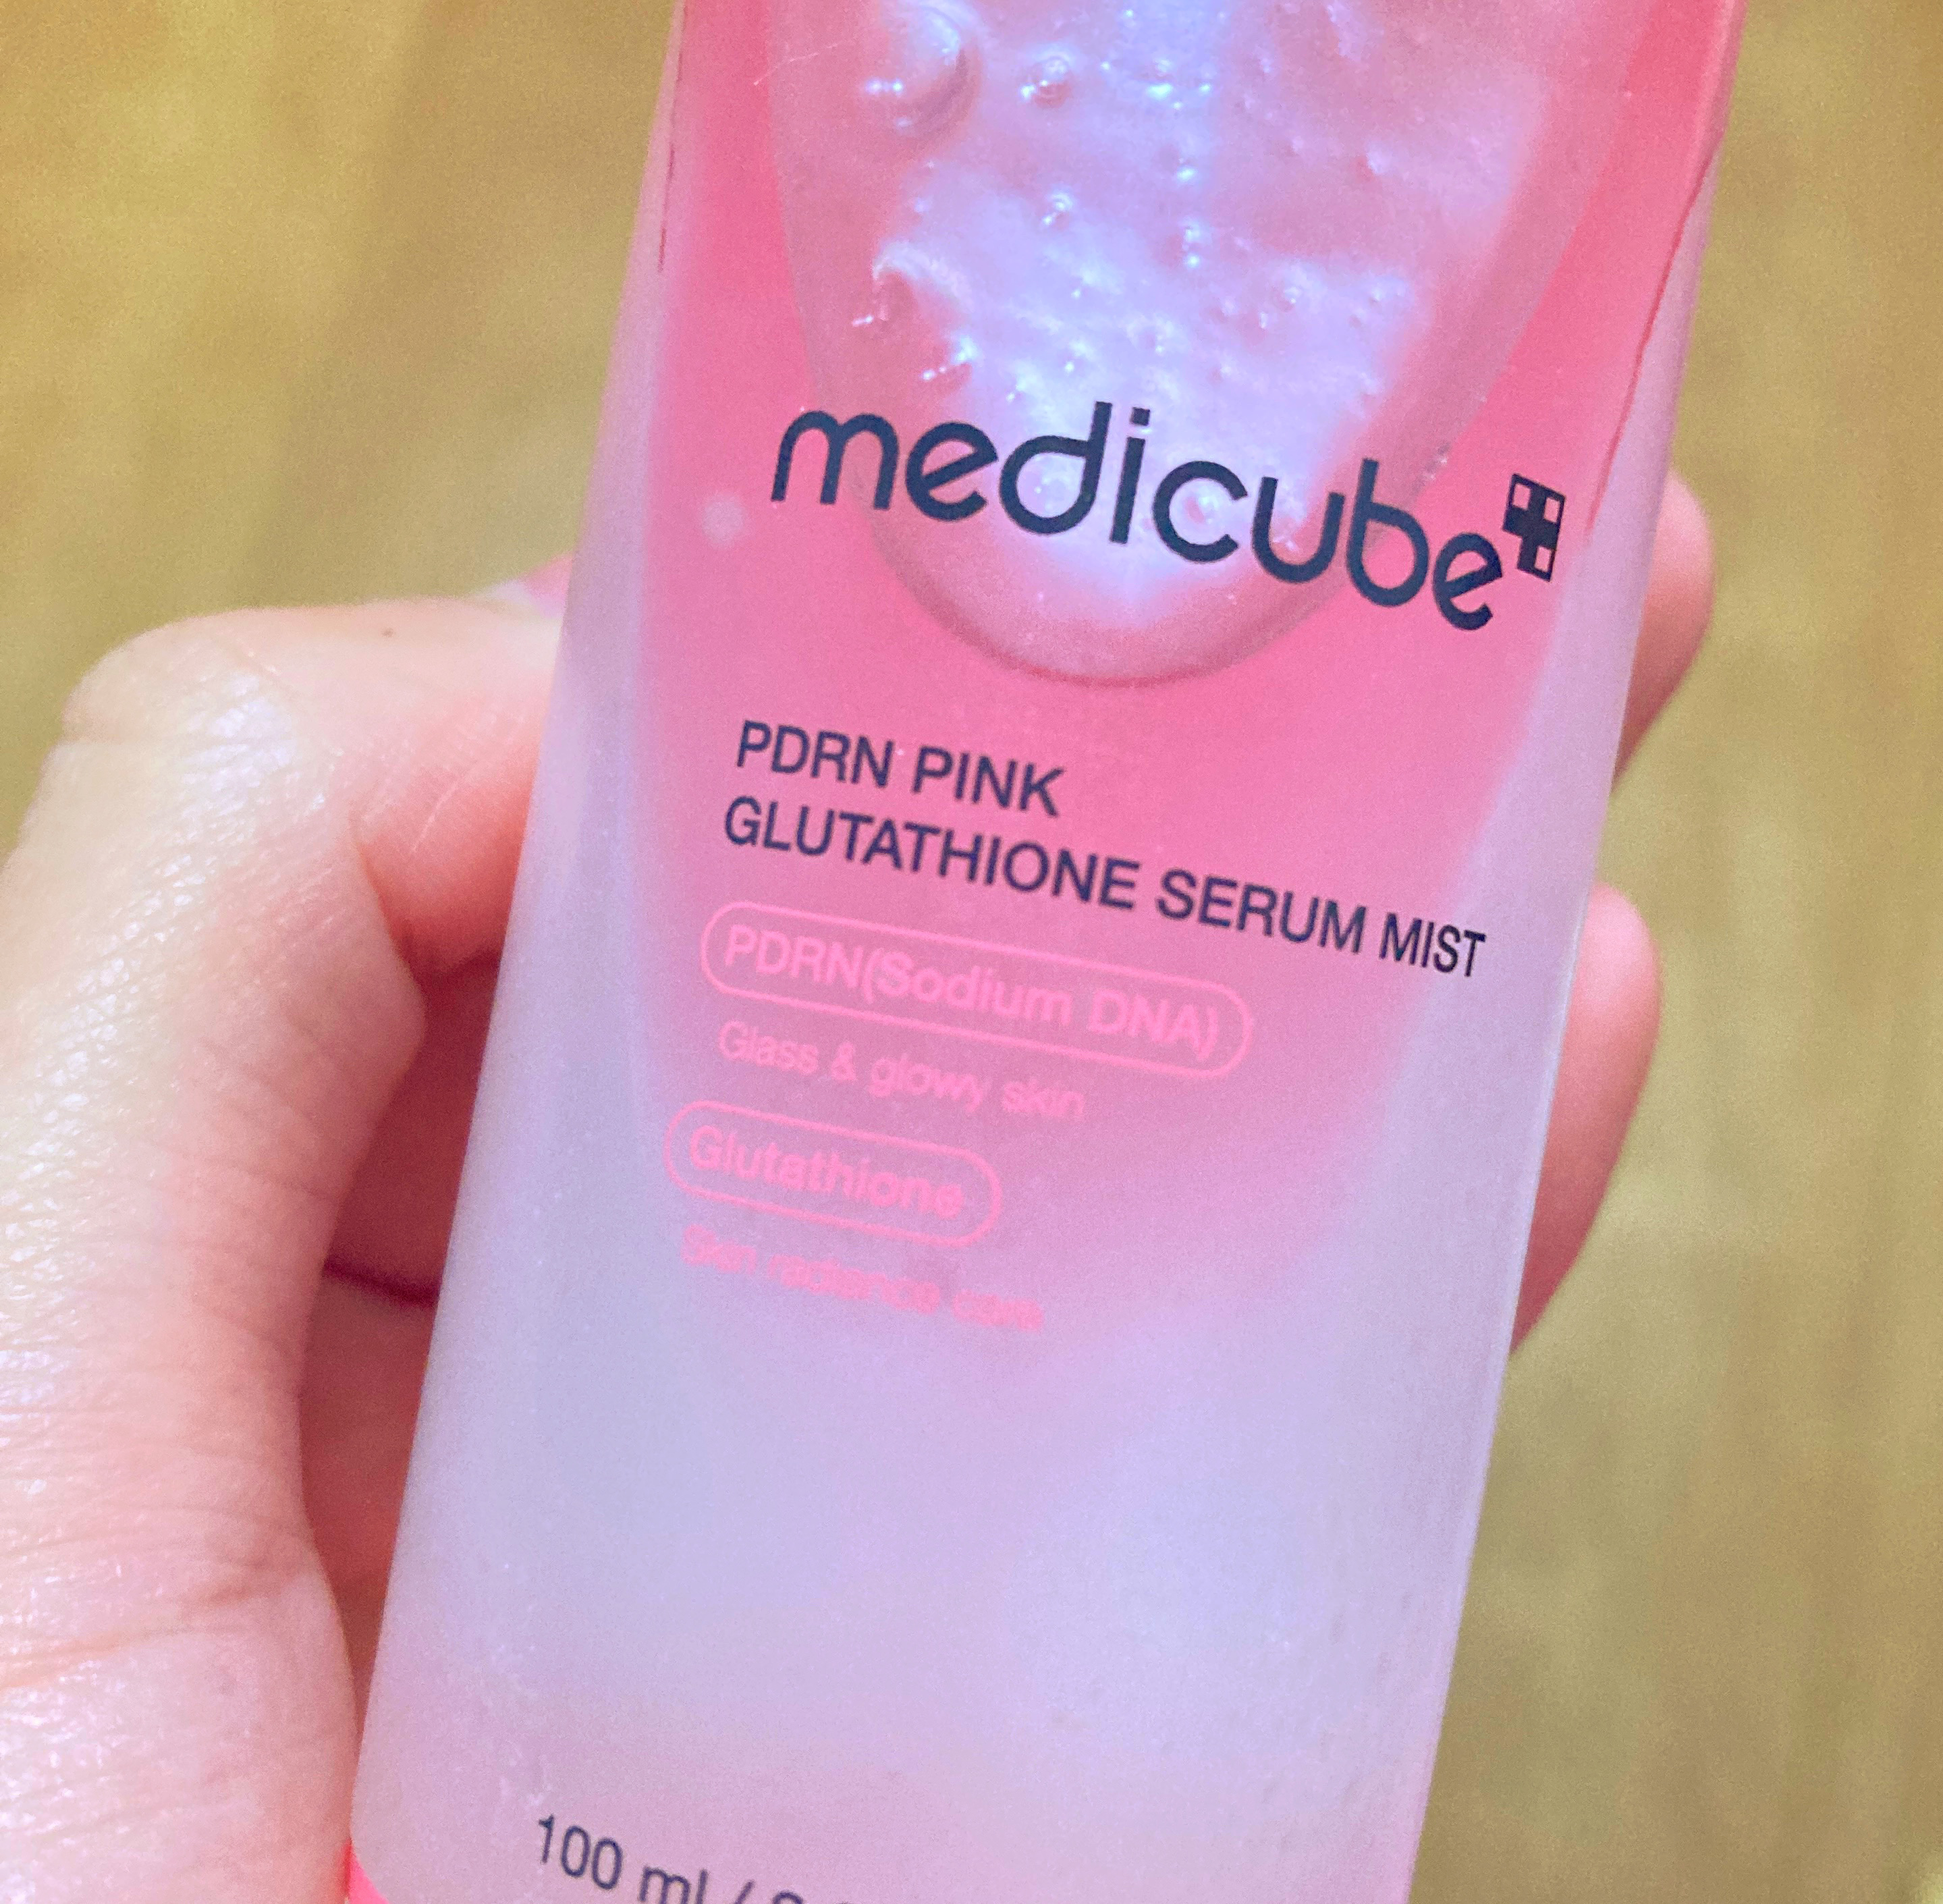 medicube
PDRN PINK
GLUTATHIONE SERUM MIST
PDRN(Sodium DNA)
Glass & glowy skin
Glutathione
Skin radiance care
100 ml /